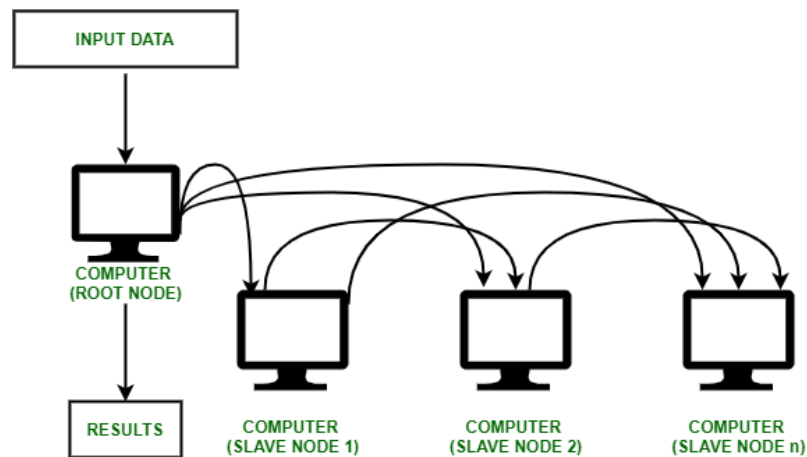 INPUT DATA
COMPUTER
(ROOT NODE)
RESULTS
COMPUTER
(SLAVE NODE 1)
COMPUTER
(SLAVE NODE 2)
COMPUTER
(SLAVE NODE n)